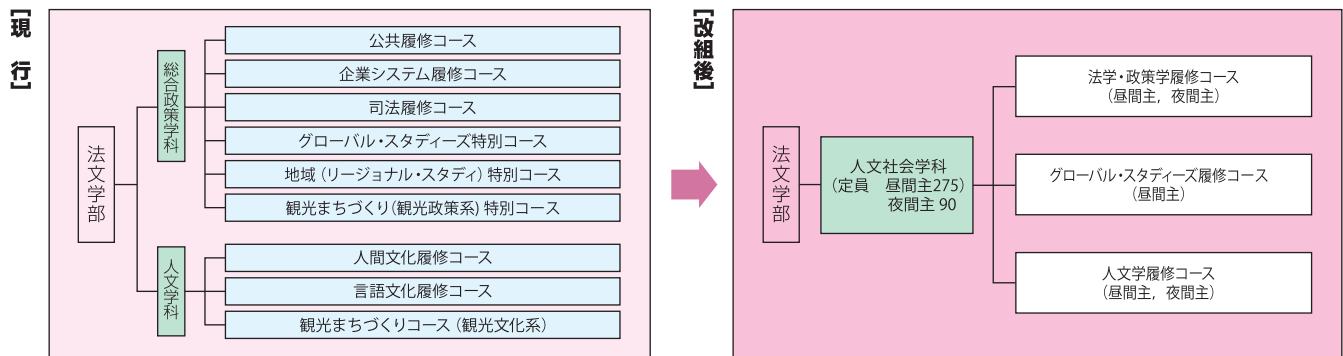 【現 行】
法文学部
総合政策学科
公共履修コース
企業システム履修コース
司法履修コース
グローバル・スタディーズ特別コース
地域（リージョナル・スタディ）特別コース
観光まちづくり(観光政策系) 特別コース
人文学科
人間文化履修コース
言語文化履修コース
観光まちづくりコース（観光文化系）
【改組後】
法文学部
人文社会学科
（定員　昼間主275）
夜間主 90
法学・政策学履修コース
（昼間主，夜間主）
グローバル・スタディーズ履修コース
（昼間主）
人文学履修コース
（昼間主，夜間主）